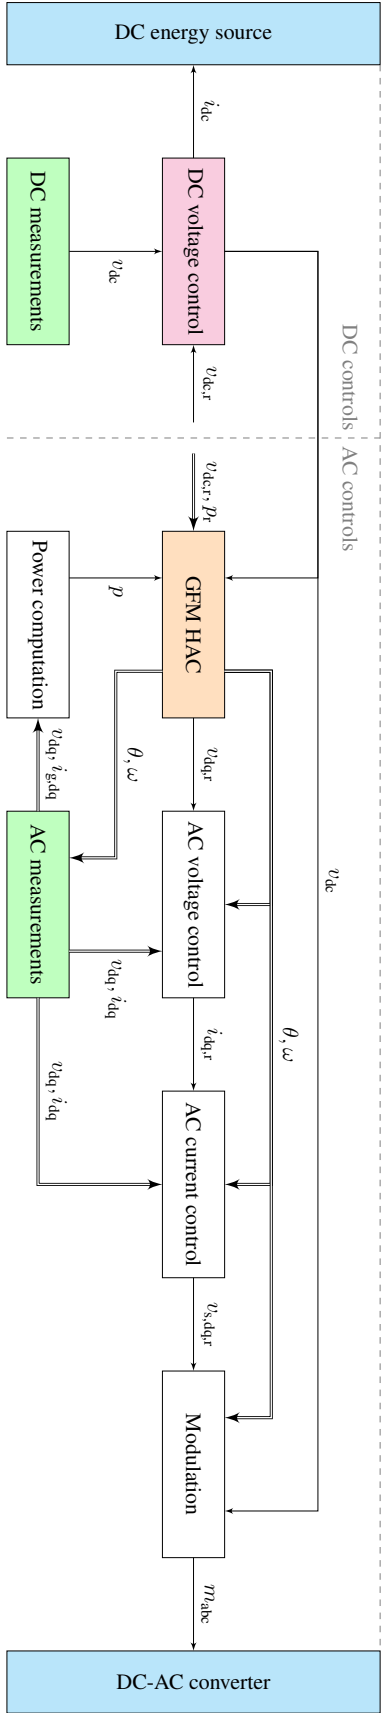 DC energy source
i_dc
DC measurements
v_dc
DC voltage control
v_dc,r
DC controls
AC controls
v_dc,r, p_r
Power computation
p
GFM HAC
v_dq, i_g,dq
θ, ω
v_dq,r
AC measurements
AC voltage control
v_dc
v_dq, i_dq
v_dq, i_dq
i_dq,r
θ, ω
AC current control
v_s,dq,r
Modulation
m_abc
DC-AC converter